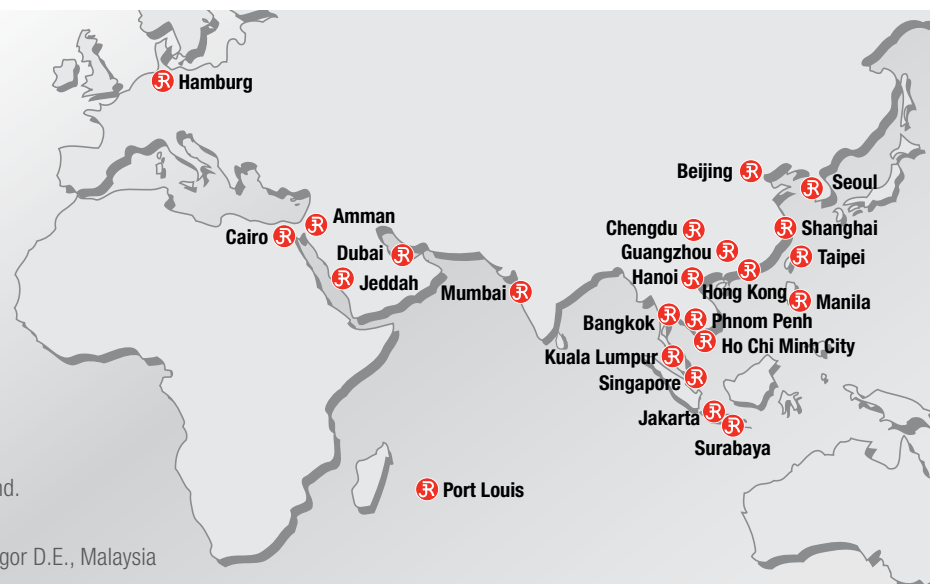 Hamburg
Beijing
Seoul
Amman
Chengdu
Shanghai
Cairo
Guangzhou
Dubai
Taipei
Hanoi
Jeddah
Hong Kong
Mumbai
Manila
Bangkok
Phnom Penh
Ho Chi Minh City
Kuala Lumpur
Singapore
Jakarta
Surabaya
Port Louis
nd.
gor D.E., Malaysia